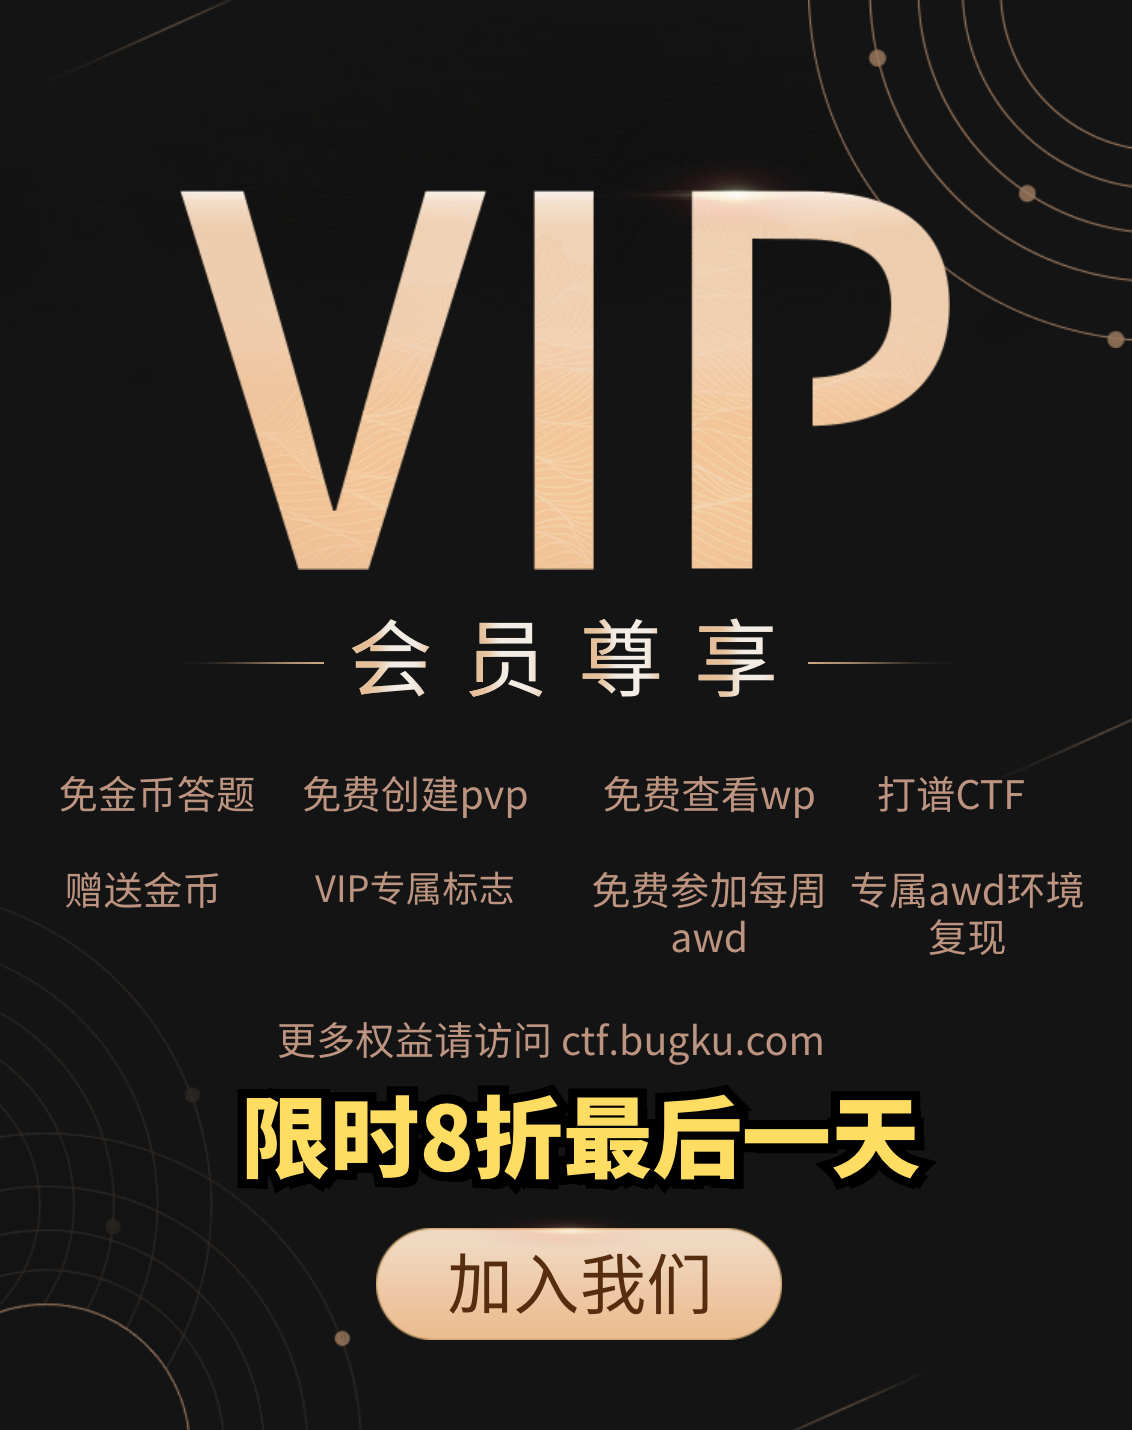 VIP
会员尊享
免金币答题 免费创建pvp 免费查看wp 打谱CTF
赠送金币 VIP专属标志 免费参加每周awd 专属awd环境复现
更多权益请访问 ctf.bugku.com
限时8折最后一天
加入我们